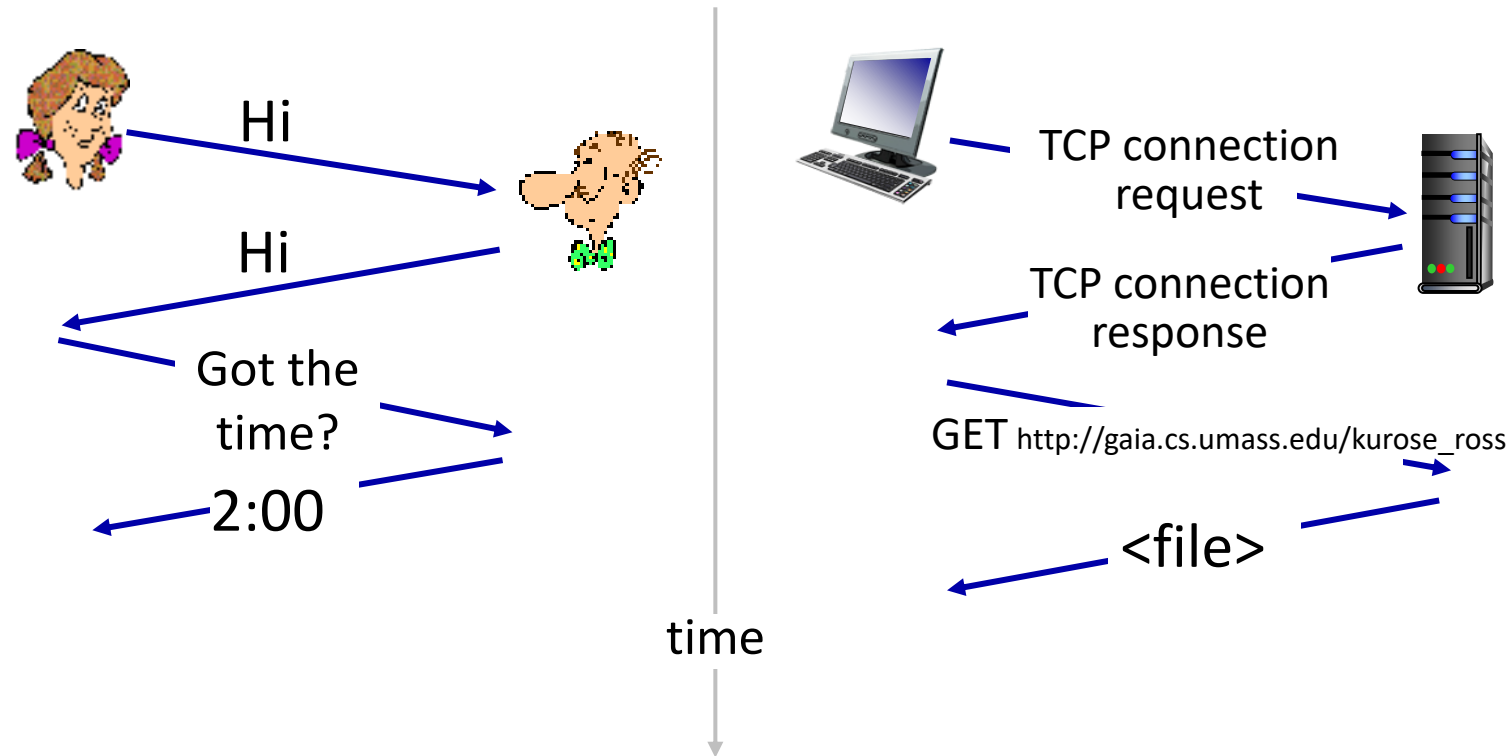 Hi
Hi
Got the
time?
2:00
TCP connection
request
TCP connection
response
GET http://gaia.cs.umass.edu/kurose_ross
<file>
time